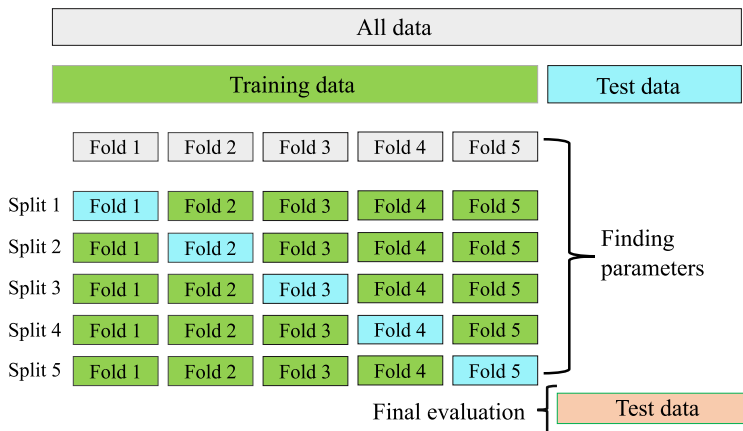 All data
Training data Test data
Fold 1 Fold 2 Fold 3 Fold 4 Fold 5
Split 1 Fold 1 Fold 2 Fold 3 Fold 4 Fold 5
Split 2 Fold 1 Fold 2 Fold 3 Fold 4 Fold 5
Split 3 Fold 1 Fold 2 Fold 3 Fold 4 Fold 5
Split 4 Fold 1 Fold 2 Fold 3 Fold 4 Fold 5
Split 5 Fold 1 Fold 2 Fold 3 Fold 4 Fold 5
Finding
parameters
Final evaluation Test data